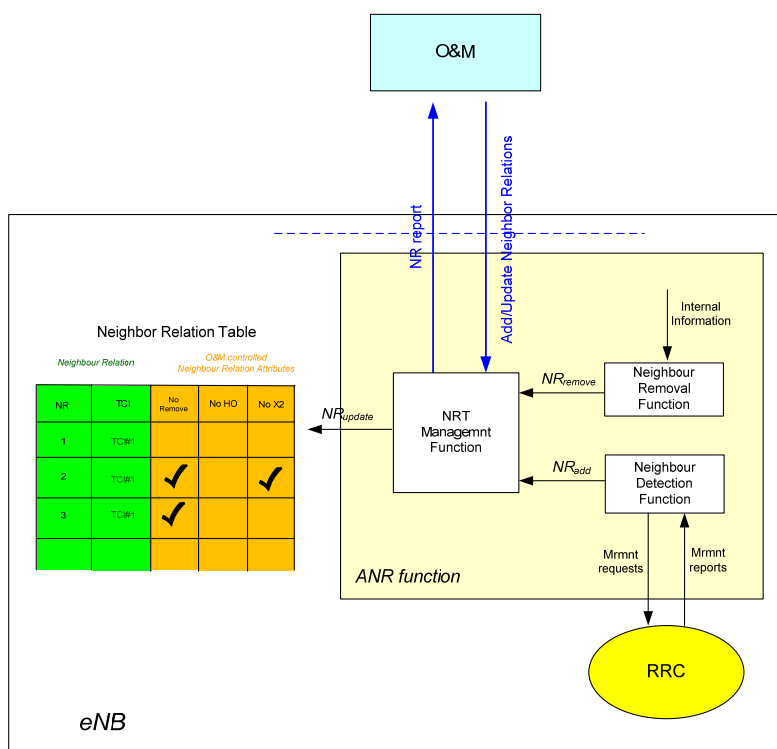 O&M
NR report
Add/Update Neighbor Relations
Internal
Information
Neighbor Relation Table
Neighbour Relation
O&M controlled
Neighbour Relation Attributes
NR
TCI
No
Remove
No HO
No X2
1
TCI#1
2
TCI#1
3
TCI#1
NRupdate
NRT
Managemnt
Function
NRremove
Neighbour
Removal
Function
NRadd
Neighbour
Detection
Function
Mrmnt
requests
Mrmnt
reports
ANR function
RRC
eNB